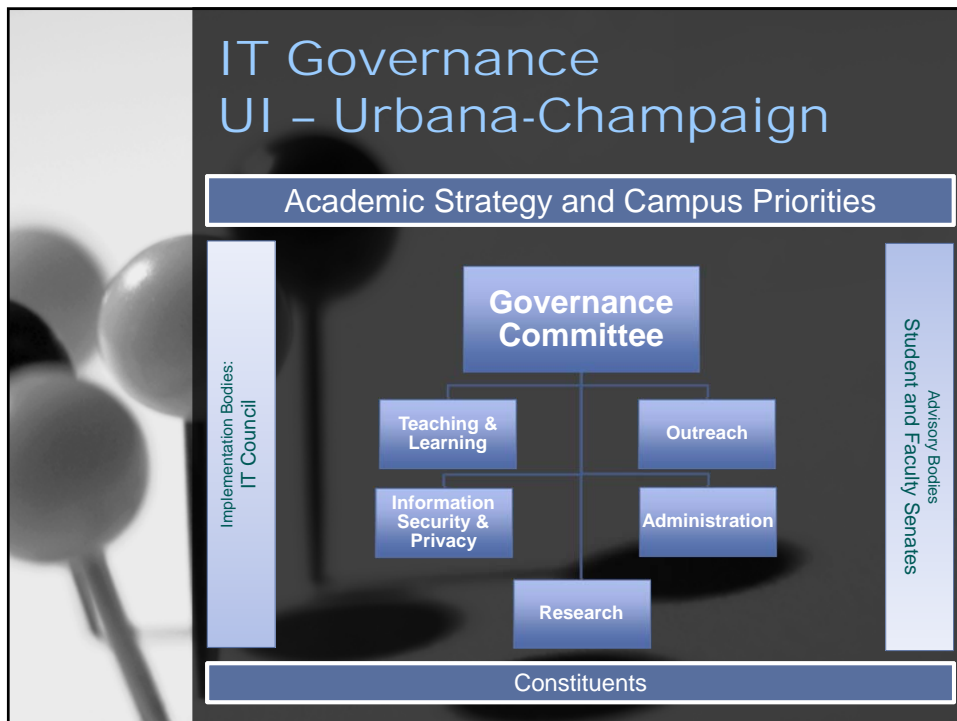 IT Governance
UI – Urbana-Champaign
Academic Strategy and Campus Priorities
Implementation Bodies:
IT Council
Governance
Committee
Teaching &
Learning
Outreach
Information
Security &
Privacy
Administration
Research
Advisory Bodies
Student and Faculty Senates
Constituents